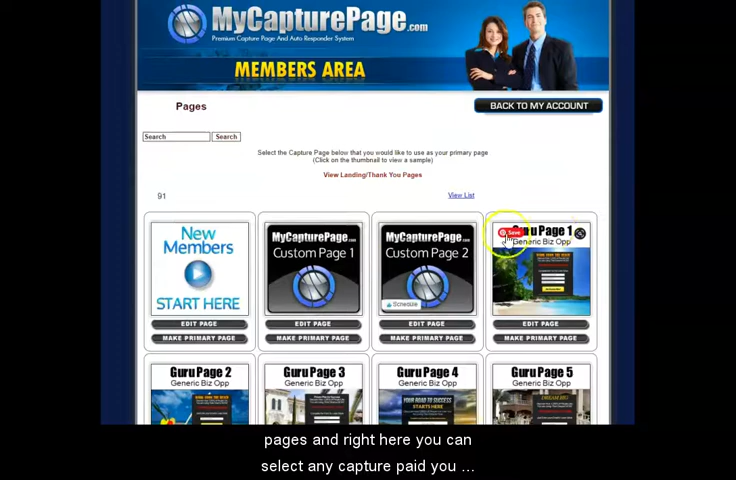 MyCapturePage.com
Premium Capture Page And Auto Responder System
MEMBERS AREA
Pages
BACK TO MY ACCOUNT
Search
Search
Select the Capture Page below that you would like to use as your primary page
(Click on the thumbnail to view a sample)
View Landing/Thank You Pages
91
View List
New
Members
START HERE
EDIT PAGE
MAKE PRIMARY PAGE
MyCapturePage.com
Custom Page 1
EDIT PAGE
MAKE PRIMARY PAGE
MyCapturePage.com
Custom Page 2
Schedule
EDIT PAGE
MAKE PRIMARY PAGE
Save
Guru Page 1
Generic Biz Opp
EDIT PAGE
MAKE PRIMARY PAGE
Guru Page 2
Generic Biz Opp
Guru Page 3
Generic Biz Opp
Guru Page 4
Generic Biz Opp
YOUR ROAD TO SUCCESS
STARTS HERE
Guru Page 5
Generic Biz Opp
pages and right here you can
select any capture paid you ...